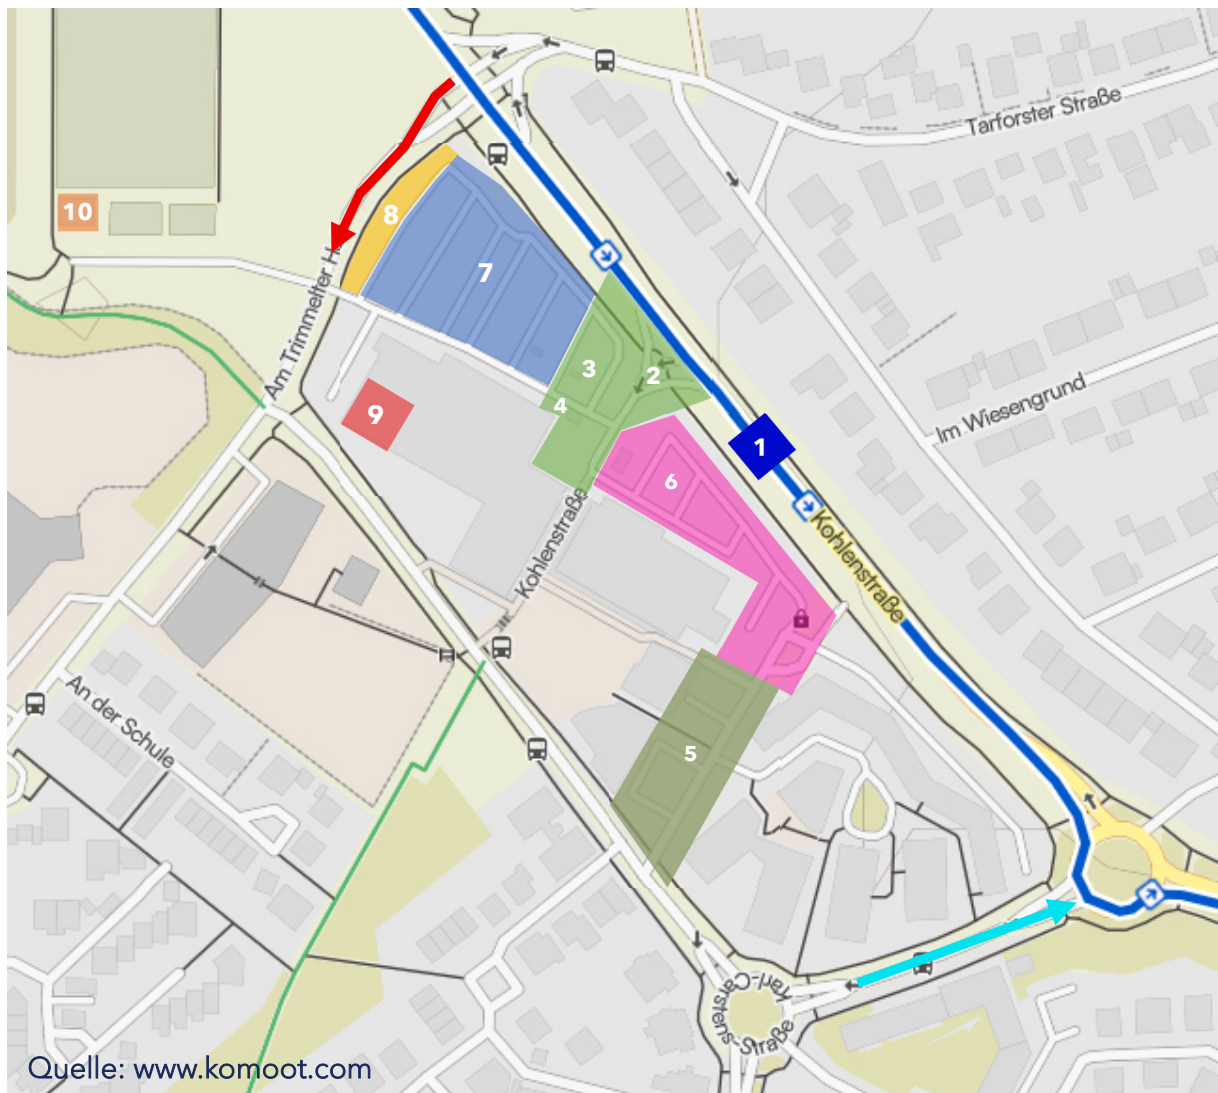 Tarforster Straße
10
8
7
Am Trimmelter H
3
2
4
9
Im Wiesengrund
1
6
Kohlenstraße
Kohlenstraße
An der Schule
5
Karl-Carstens-Straße
Quelle: www.komoot.com